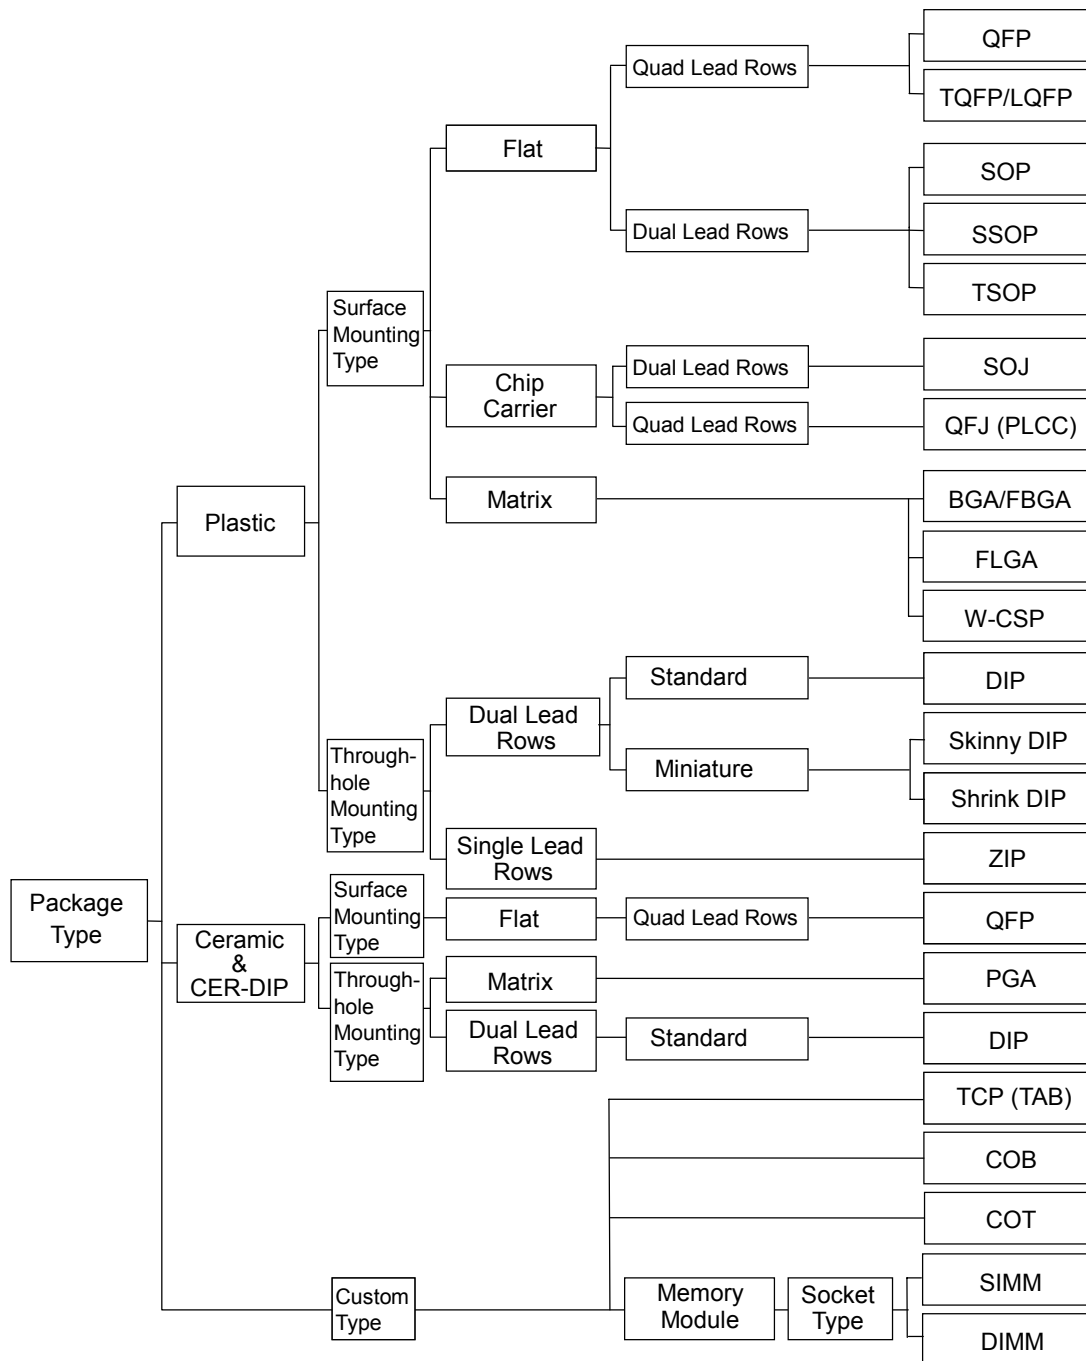 QFP
Quad Lead Rows
TQFP/LQFP
Flat
SOP
Dual Lead Rows
SSOP
TSOP
Surface
Mounting
Type
Dual Lead Rows
SOJ
Chip
Carrier
Quad Lead Rows
QFJ (PLCC)
Matrix
BGA/FBGA
Plastic
FLGA
W-CSP
Standard
DIP
Dual Lead
Rows
Skinny DIP
Miniature
Shrink DIP
Through-
hole
Mounting
Type
Single Lead
Rows
ZIP
Package
Type
Surface
Mounting
Type
Flat
Quad Lead Rows
QFP
Ceramic
&
CER-DIP
Through-
hole
Mounting
Type
Matrix
PGA
Dual Lead
Rows
Standard
DIP
TCP (TAB)
COB
COT
Custom
Type
Memory
Module
Socket
Type
SIMM
DIMM